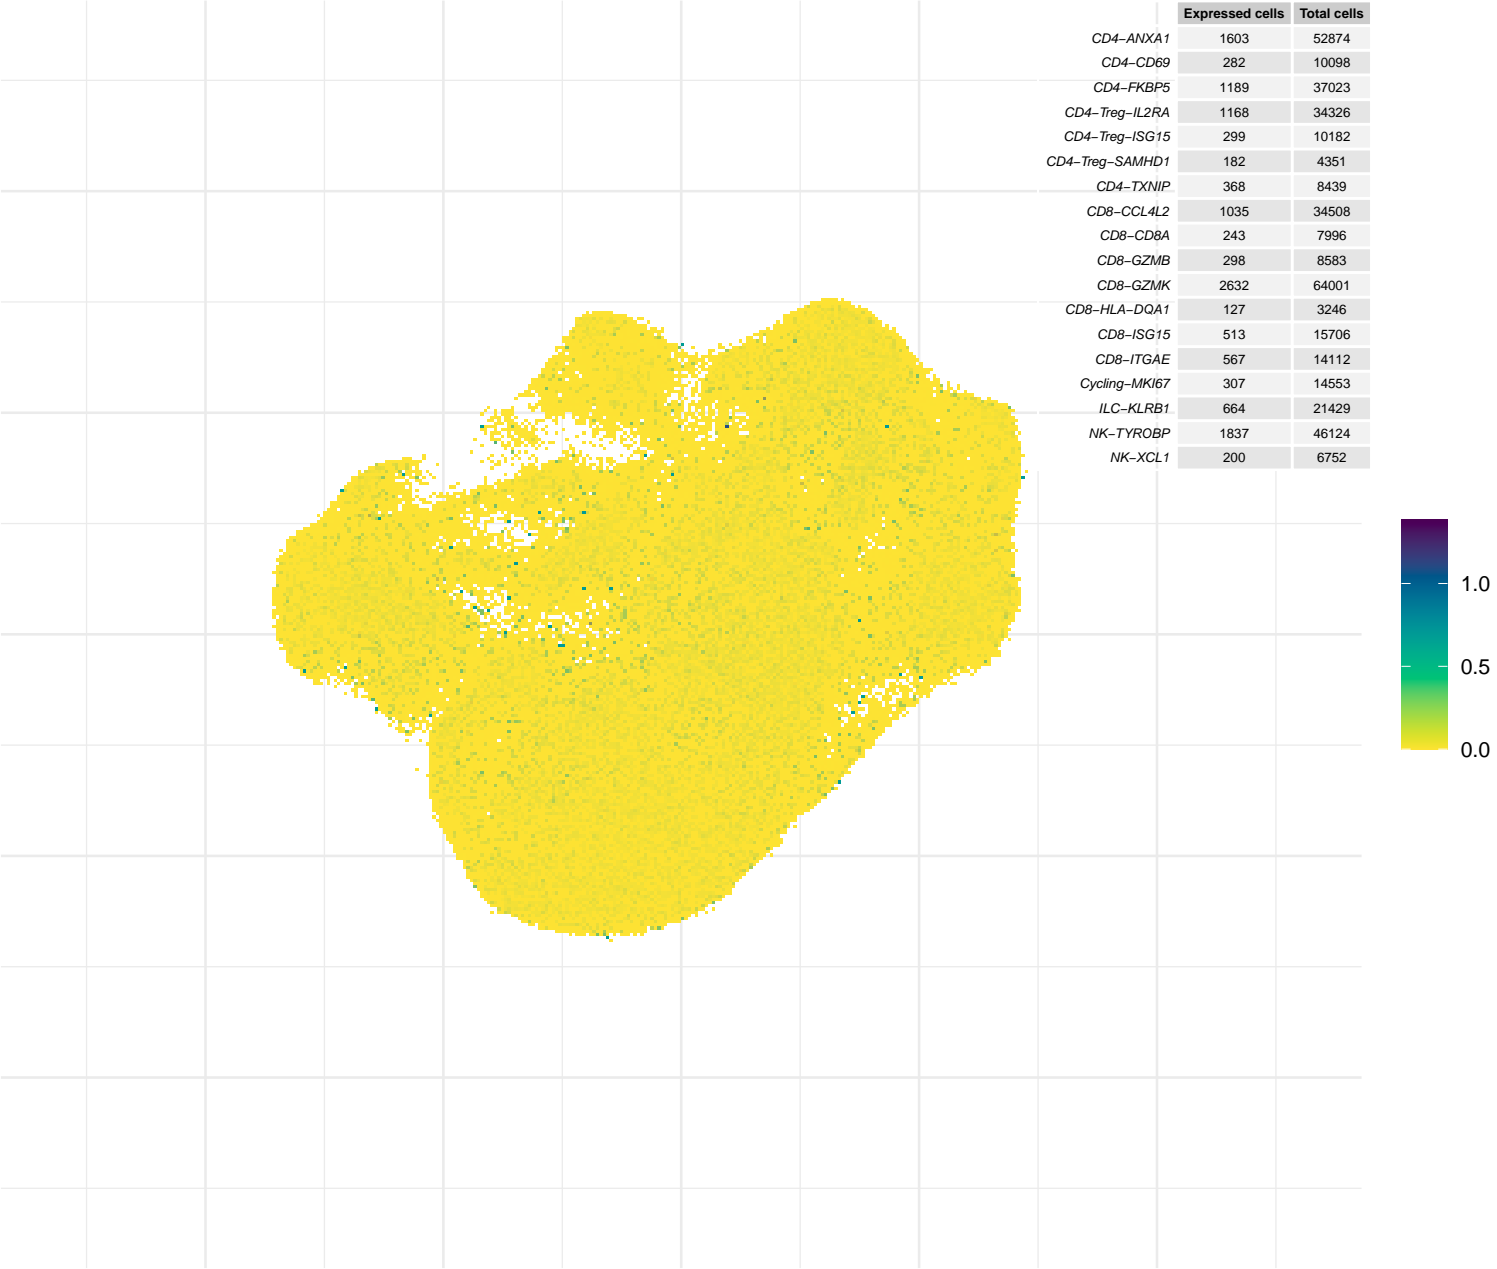 Expressed cells Total cells
CD4−ANXA1 1603 52874
CD4−CD69 282 10098
CD4−FKBP5 1189 37023
CD4−Treg−IL2RA 1168 34326
CD4−Treg−ISG15 299 10182
CD4−Treg−SAMHD1 182 4351
CD4−TXNIP 368 8439
CD8−CCL4L2 1035 34508
CD8−CD8A 243 7996
CD8−GZMB 298 8583
CD8−GZMK 2632 64001
CD8−HLA−DQA1 127 3246
CD8−ISG15 513 15706
CD8−ITGAE 567 14112
Cycling−MKI67 307 14553
ILC−KLRB1 664 21429
NK−TYROBP 1837 46124
NK−XCL1 200 6752
1.0
0.5
0.0